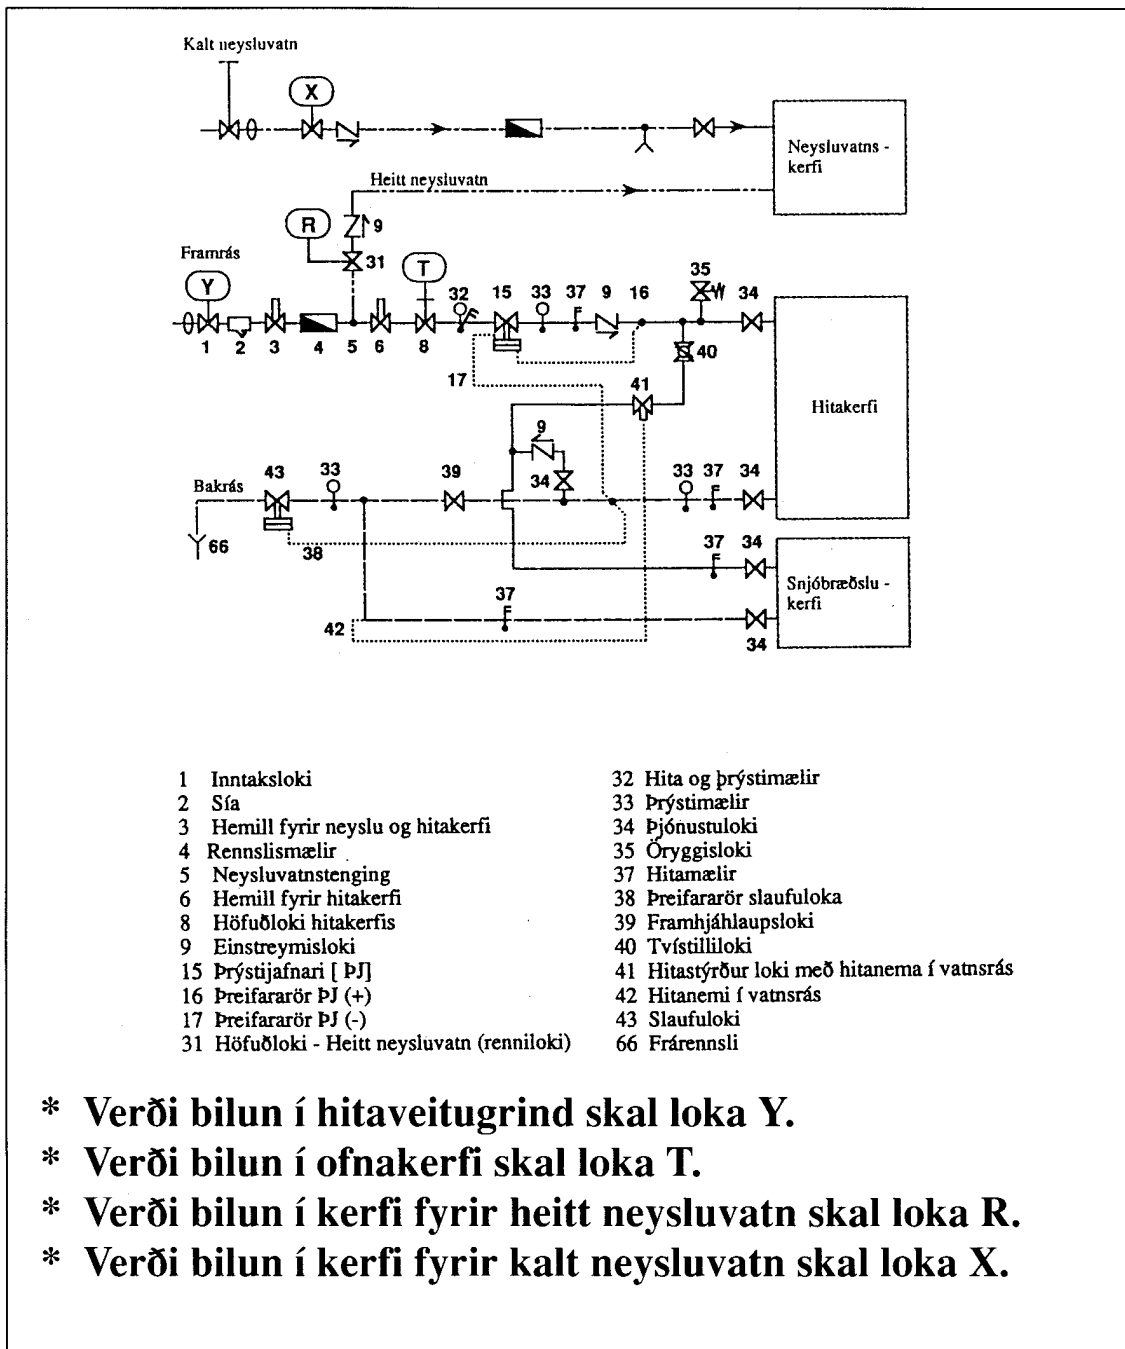 Kalt neysluvatn
X
Neysluvatns -
kerfi
Heitt neysluvatn
R
9
31
Framrás
Y
T
32 15 33 37 9 16 35 34
1 2 3 4 5 6 8
40
17
41
Hitakerfi
9
43 33 39 34 33 37 34
Bakrás
66
38
37 34
Snjóbræðslu -
kerfi
37
42
34
1 Inntaksloki
2 Sía
3 Hemill fyrir neyslu og hitakerfi
4 Rennslismælir
5 Neysluvatnstenging
6 Hemill fyrir hitakerfi
8 Höfuðloki hitakerfis
9 Einstreymisloki
15 Þrýstijafnari [ ÞJ]
16 Þreifararör ÞJ (+)
17 Þreifararör ÞJ (-)
31 Höfuðloki - Heitt neysluvatn (renniloki)
32 Hita og þrýstimælir
33 Þrýstimælir
34 Þjónustuloki
35 Öryggisloki
37 Hitamælir
38 Þreifararör slaufuloka
39 Framhjáhlaupsloki
40 Tvístilliloki
41 Hitastýrður loki með hitanema í vatnsrás
42 Hitanemi í vatnsrás
43 Slaufuloki
66 Frárennsli
* Verði bilun í hitaveitugrind skal loka Y.
* Verði bilun í ofnakerfi skal loka T.
* Verði bilun í kerfi fyrir heitt neysluvatn skal loka R.
* Verði bilun í kerfi fyrir kalt neysluvatn skal loka X.